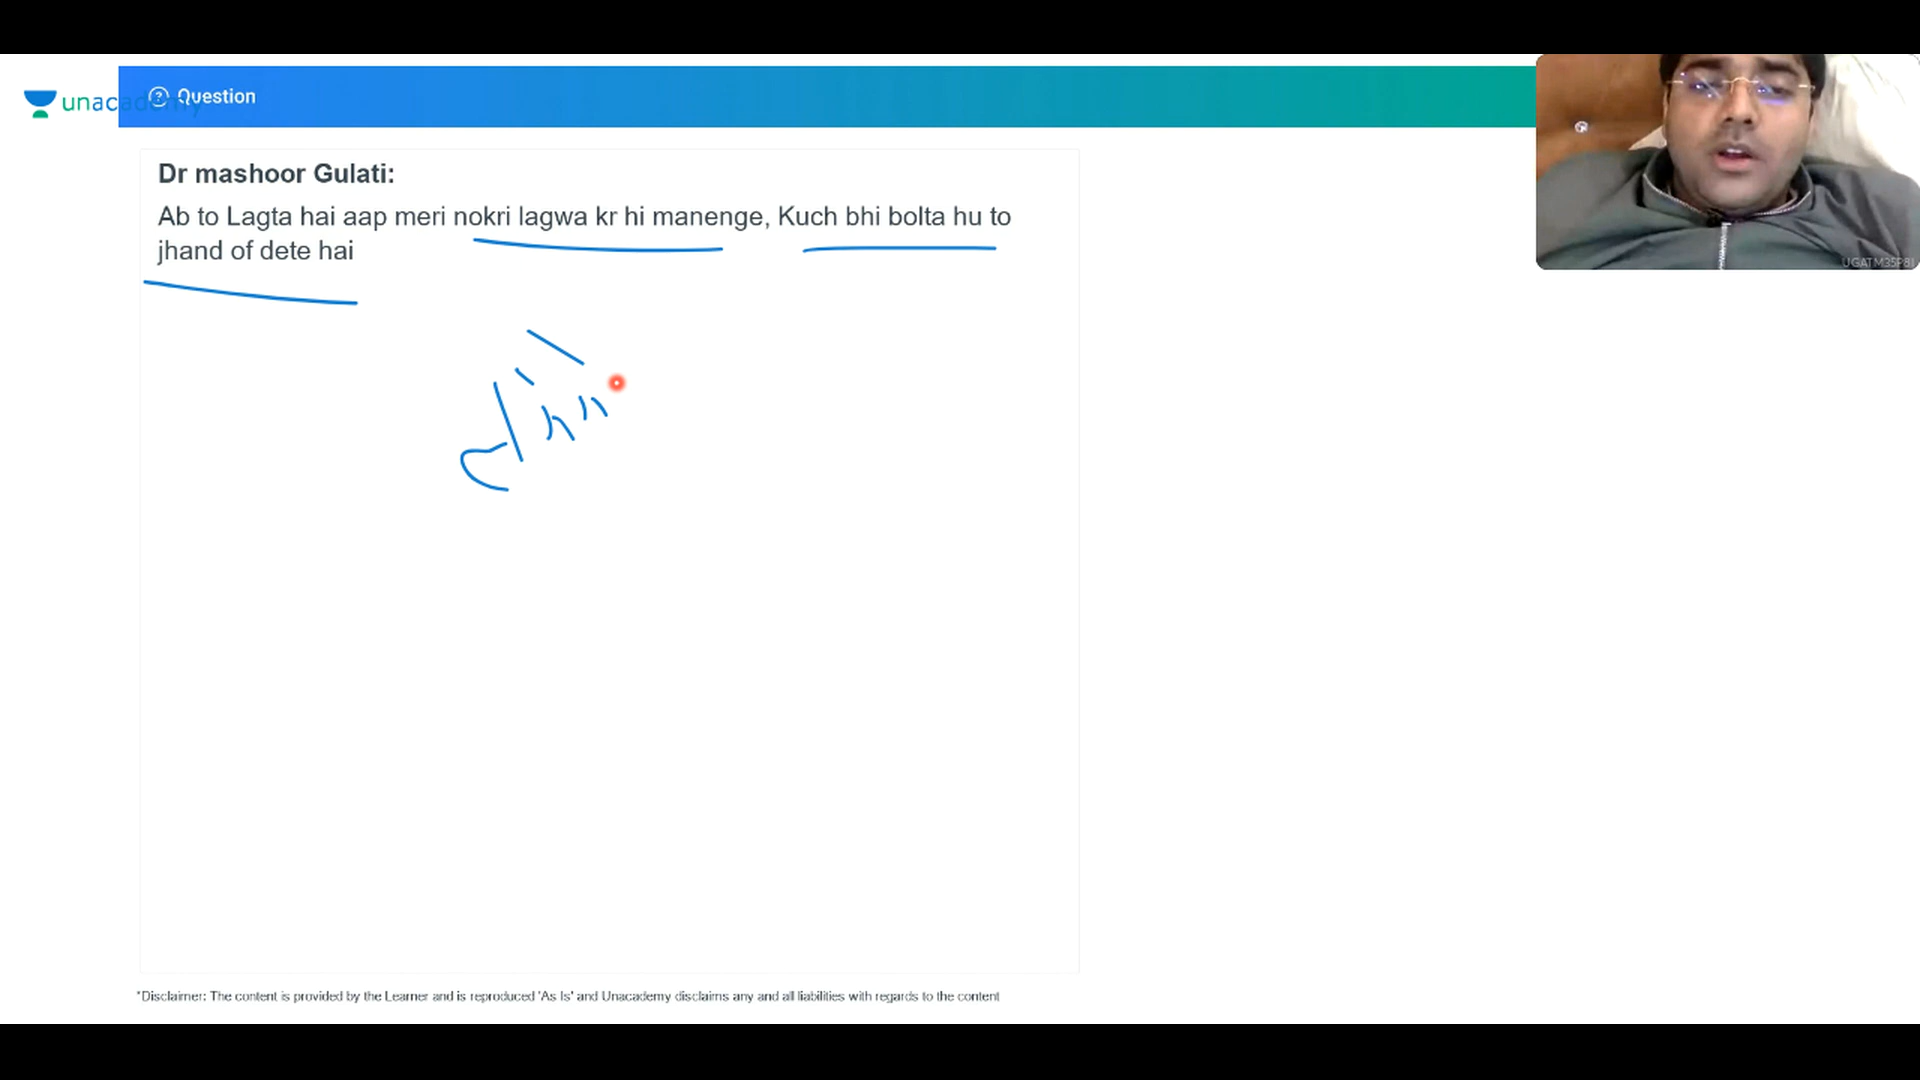 unacademy
Question
Dr mashoor Gulati:
Ab to Lagta hai aap meri nokri lagwa kr hi manenge, Kuch bhi bolta hu to
jhand of dete hai
*Disclaimer: The content is provided by the Learner and is reproduced 'As Is' and Unacademy disclaims any and all liabilities with regards to the content